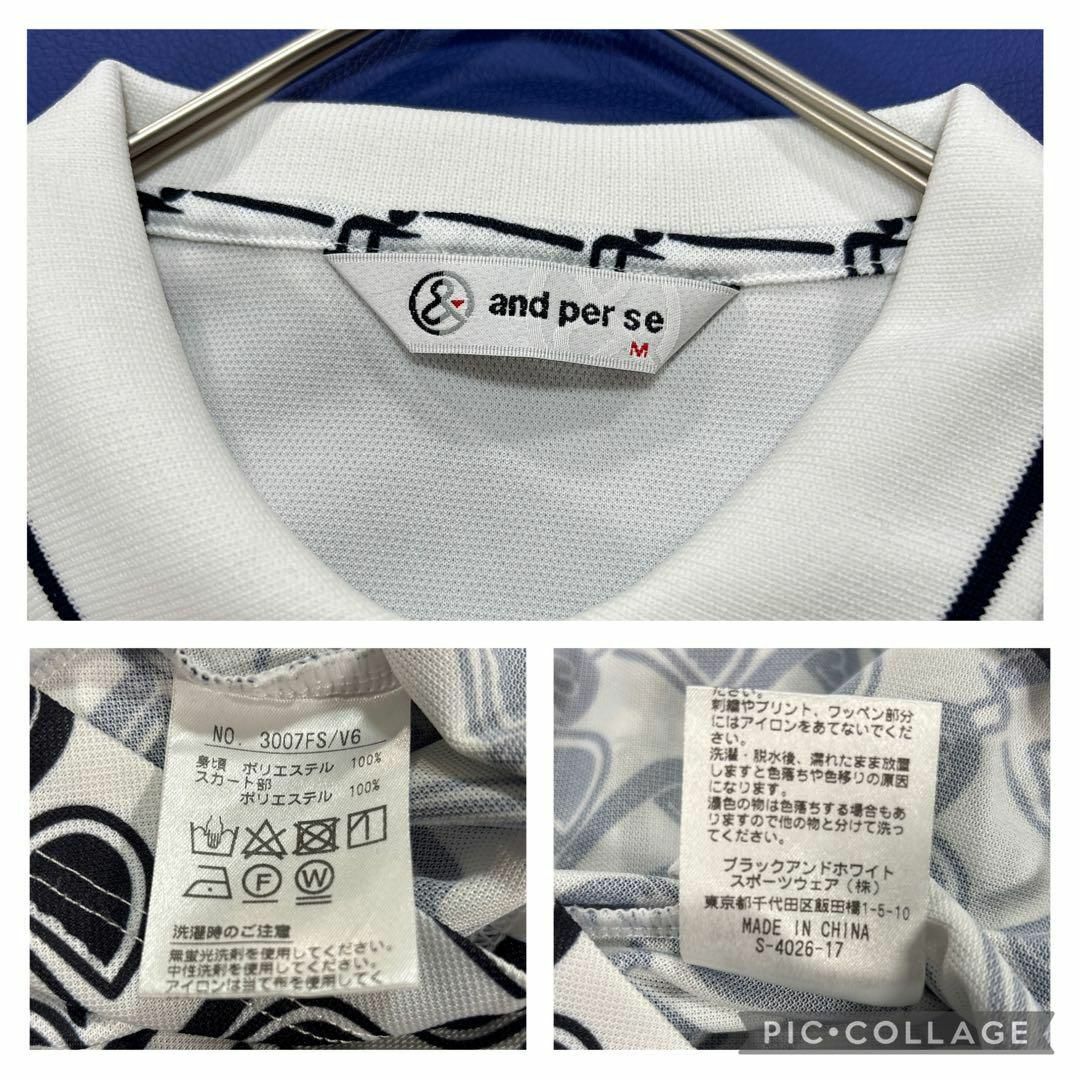 & and per se
M
NO. 3007FS/V6
身頃 ポリエステル 100%
スカート部
ポリエステル 100%
F W
洗濯時のご注意
無蛍光洗剤を使用してください。
中性洗剤を使用してください。
アイロンは当て布を使用してく
ださい。
刺繍やプリント、ワッペン部分
にはアイロンをあてないでくだ
さい。
洗濯・脱水後、濡れたまま放置
しますと色落ちや色移りの原因
になります。
濃色の物は色落ちする場合もあ
りますので他の物と分けて洗っ
てください。
ブラックアンドホワイト
スポーツウェア(株)
東京都千代田区飯田橋1-5-10
MADE IN CHINA
S-4026-17
PIC•COLLAGE